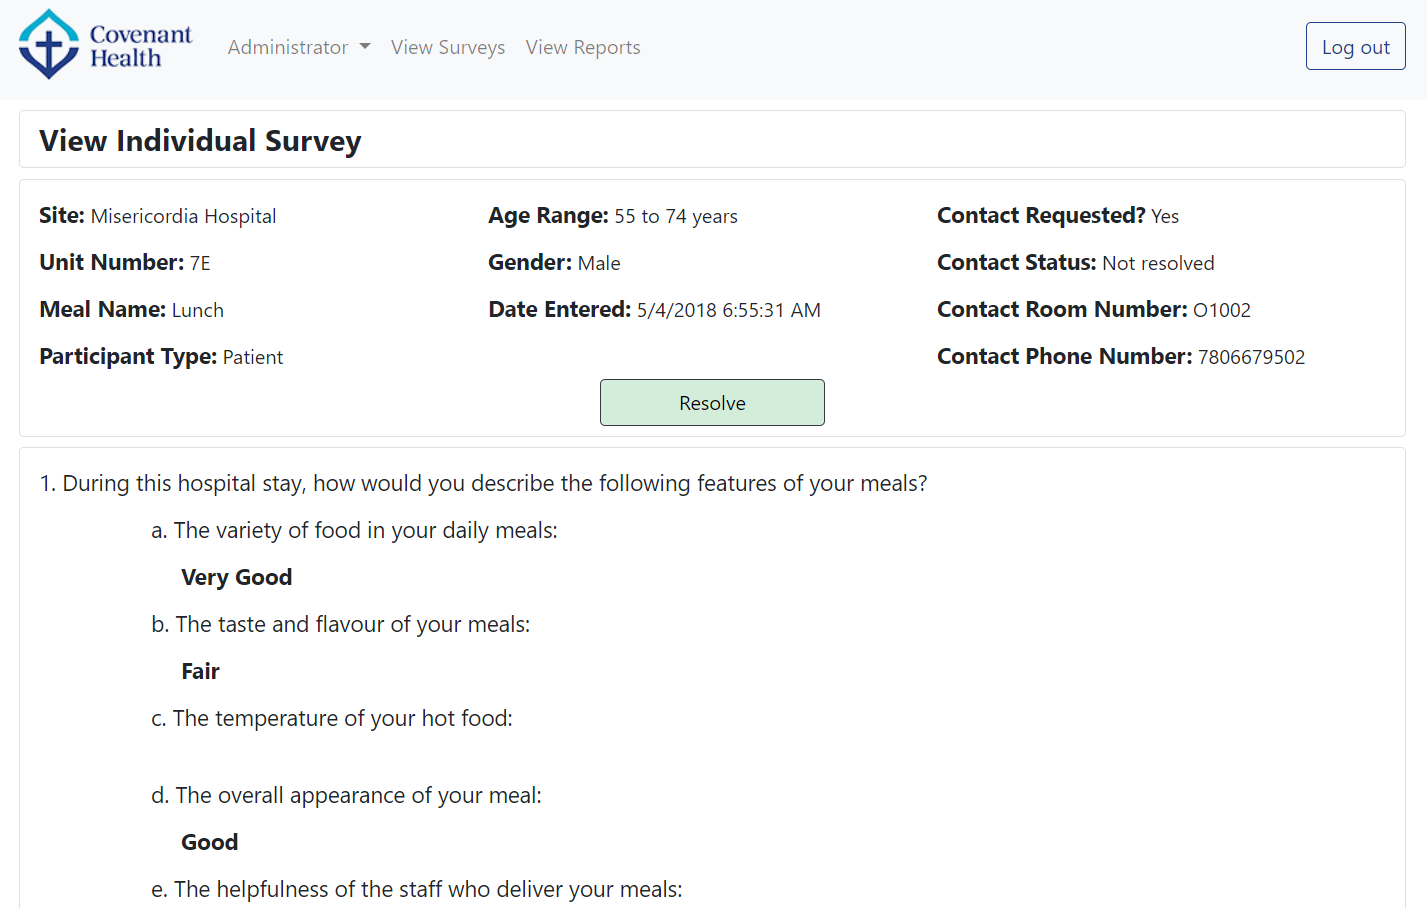 Covenant
Health
Administrator View Surveys View Reports
Log out
View Individual Survey
Site: Misericordia Hospital
Unit Number: 7E
Meal Name: Lunch
Participant Type: Patient
Age Range: 55 to 74 years
Gender: Male
Date Entered: 5/4/2018 6:55:31 AM
Contact Requested? Yes
Contact Status: Not resolved
Contact Room Number: O1002
Contact Phone Number: 7806679502
Resolve
1. During this hospital stay, how would you describe the following features of your meals?
a. The variety of food in your daily meals:
Very Good
b. The taste and flavour of your meals:
Fair
c. The temperature of your hot food:
d. The overall appearance of your meal:
Good
e. The helpfulness of the staff who deliver your meals: